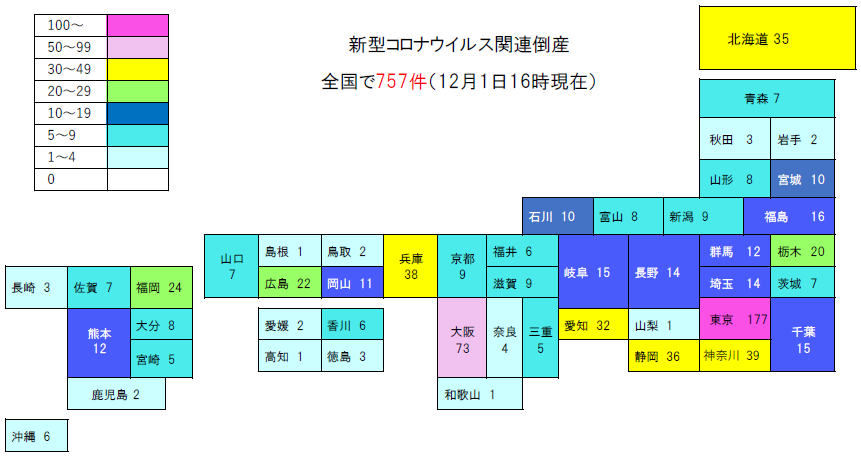 新型コロナウイルス関連倒産
全国で757件(12月1日16時現在)
100~
50~99
30~49
20~29
10~19
5~9
1~4
0
北海道 35
青森 7
秋田 3
岩手 2
山形 8
宮城 10
石川 10
富山 8
新潟 9
福島 16
山口 7
島根 1
鳥取 2
兵庫 38
京都 9
福井 6
岐阜 15
長野 14
群馬 12
栃木 20
広島 22
岡山 11
滋賀 9
埼玉 14
茨城 7
長崎 3
佐賀 7
福岡 24
愛媛 2
香川 6
大阪 73
奈良 4
三重 5
愛知 32
山梨 1
東京 177
千葉 15
熊本 12
大分 8
宮崎 5
高知 1
徳島 3
静岡 36
神奈川 39
鹿児島 2
和歌山 1
沖縄 6